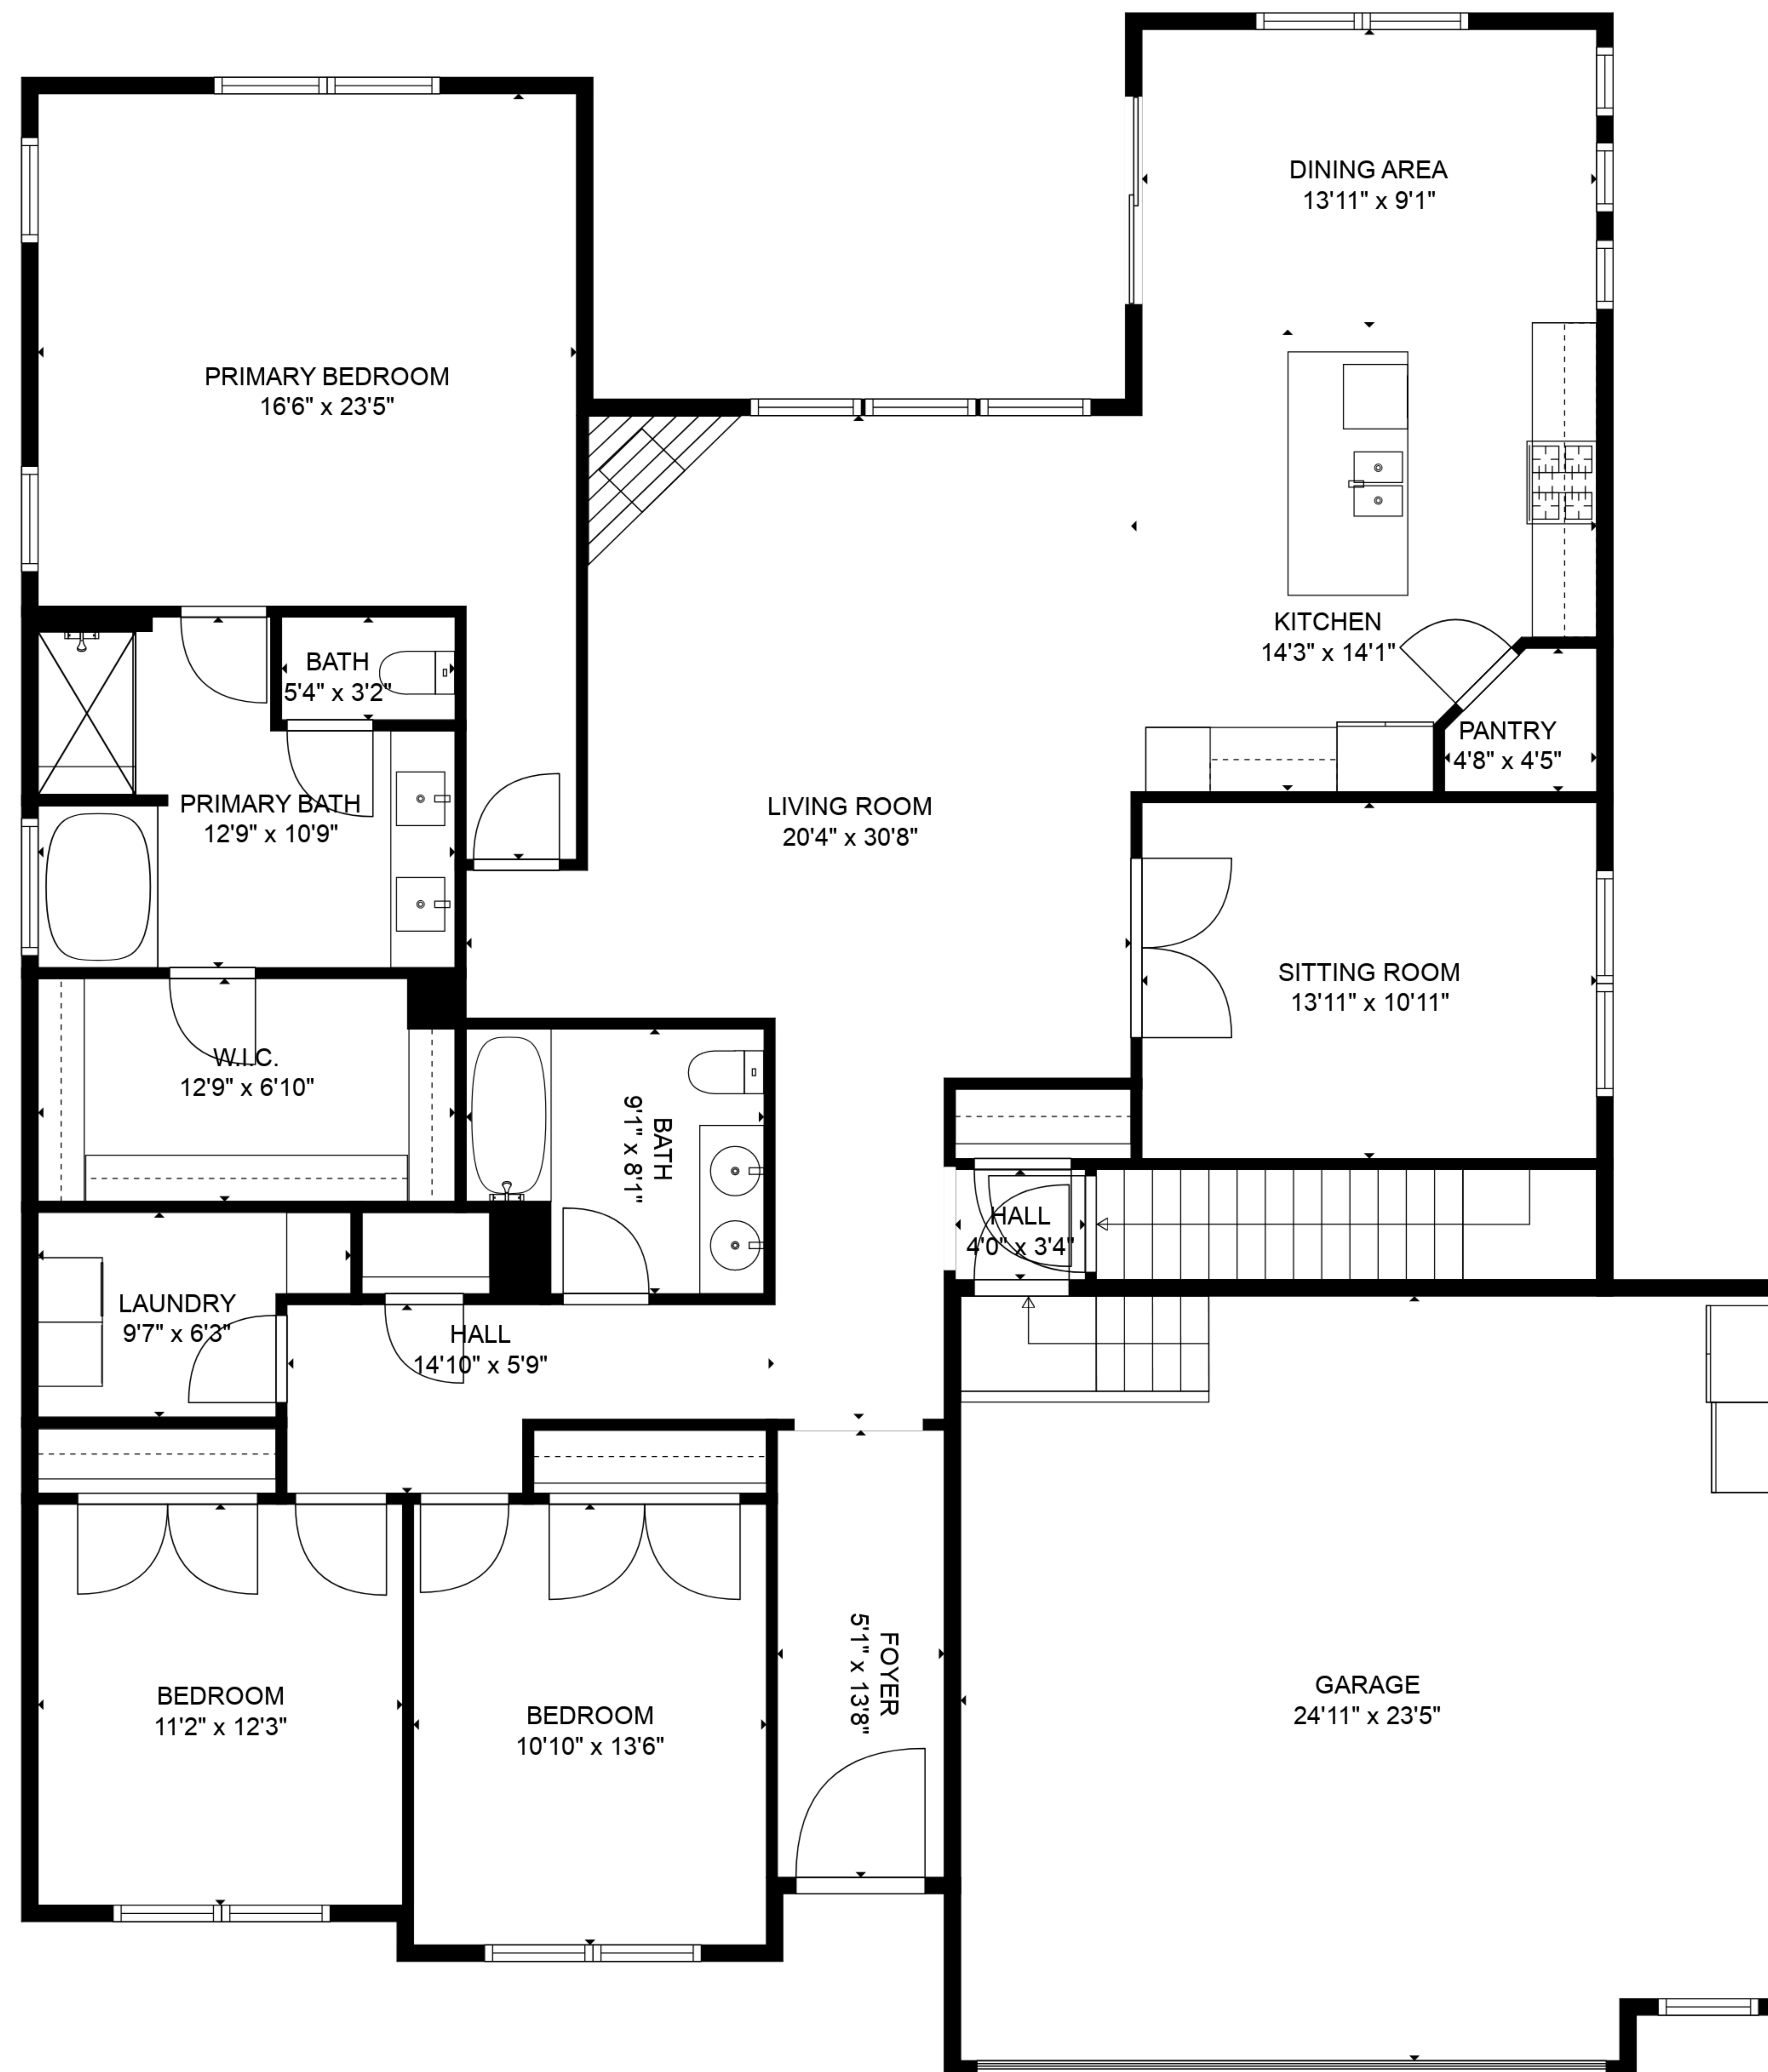 DINING AREA
13'11" x 9'1"
PRIMARY BEDROOM
16'6" x 23'5"
KITCHEN
14'3" x 14'1"
BATH
5'4" x 3'2"
PANTRY
4'8" x 4'5"
PRIMARY BATH
12'9" x 10'9"
LIVING ROOM
20'4" x 30'8"
SITTING ROOM
13'11" x 10'11"
W.I.C.
12'9" x 6'10"
BATH
9'1" x 8'1"
HALL
4'0" x 3'4"
LAUNDRY
9'7" x 6'3"
HALL
14'10" x 5'9"
FOYER
5'1" x 13'8"
BEDROOM
11'2" x 12'3"
BEDROOM
10'10" x 13'6"
GARAGE
24'11" x 23'5"